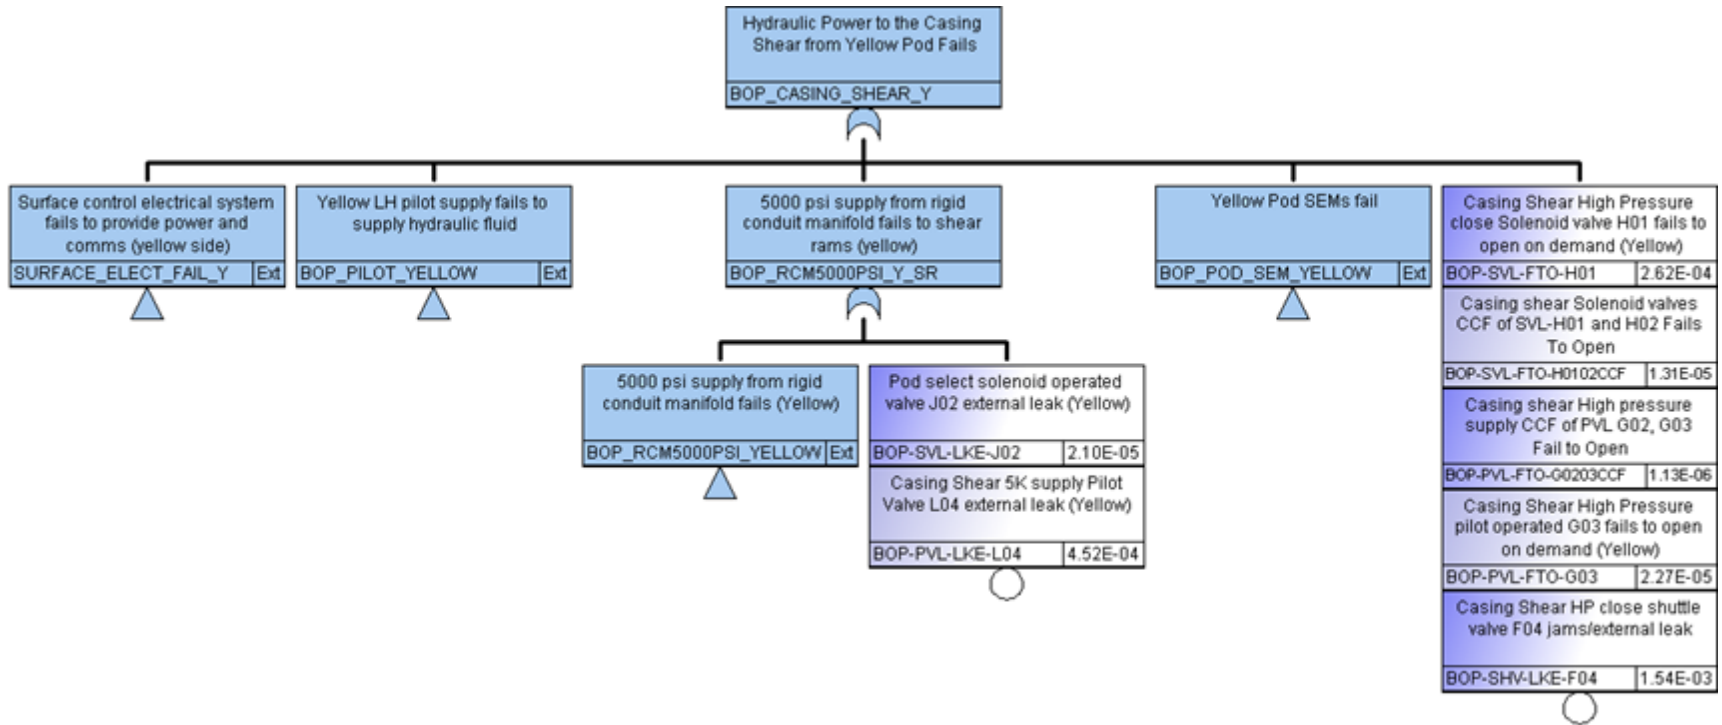 Hydraulic Power to the Casing
Shear from Yellow Pod Fails
BOP_CASING_SHEAR_Y
Surface control electrical system
fails to provide power and
comms (yellow side)
SURFACE_ELECT_FAIL_Y Ext
Yellow LH pilot supply fails to
supply hydraulic fluid
BOP_PILOT_YELLOW Ext
5000 psi supply from rigid
conduit manifold fails to shear
rams (yellow)
BOP_RCM5000PSI_Y_SR
Yellow Pod SEMs fail
BOP_POD_SEM_YELLOW Ext
Casing Shear High Pressure
close Solenoid valve H01 fails to
open on demand (Yellow)
BOP-SVL-FTO-H01 2.62E-04
Casing shear Solenoid valves
CCF of SVL-H01 and H02 Fails
To Open
BOP-SVL-FTO-H0102CCF 1.31E-05
Casing shear High pressure
supply CCF of PVL G02, G03
Fail to Open
BOP-PVL-FTO-G0203CCF 1.13E-06
Casing Shear High Pressure
pilot operated G03 fails to open
on demand (Yellow)
BOP-PVL-FTO-G03 2.27E-05
Casing Shear HP close shuttle
valve F04 jams/external leak
BOP-SHV-LKE-F04 1.54E-03
5000 psi supply from rigid
conduit manifold fails (Yellow)
BOP_RCM5000PSI_YELLOW Ext
Pod select solenoid operated
valve J02 external leak (Yellow)
BOP-SVL-LKE-J02 2.10E-05
Casing Shear 5K supply Pilot
Valve L04 external leak (Yellow)
BOP-PVL-LKE-L04 4.52E-04